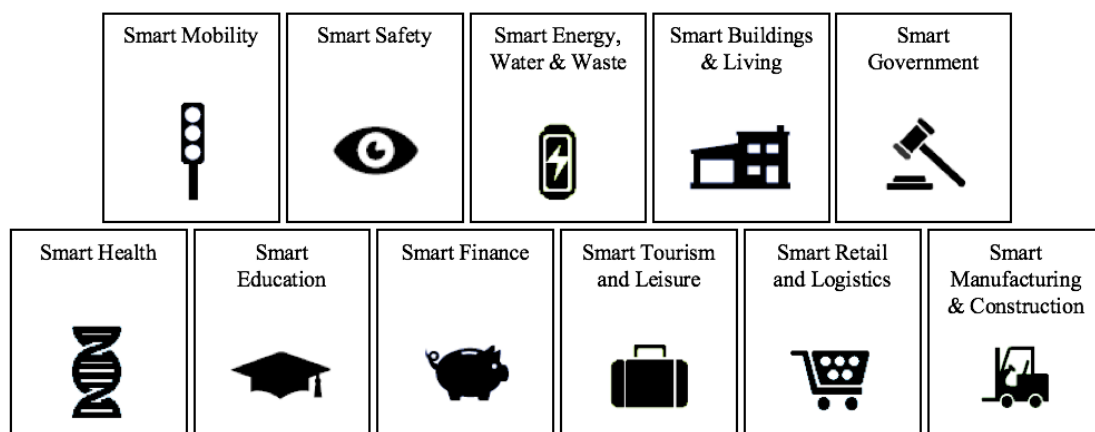 Smart Mobility
Smart Safety
Smart Energy,
Water & Waste
Smart Buildings
& Living
Smart
Government
Smart Health
Smart
Education
Smart Finance
Smart Tourism
and Leisure
Smart Retail
and Logistics
Smart
Manufacturing
& Construction